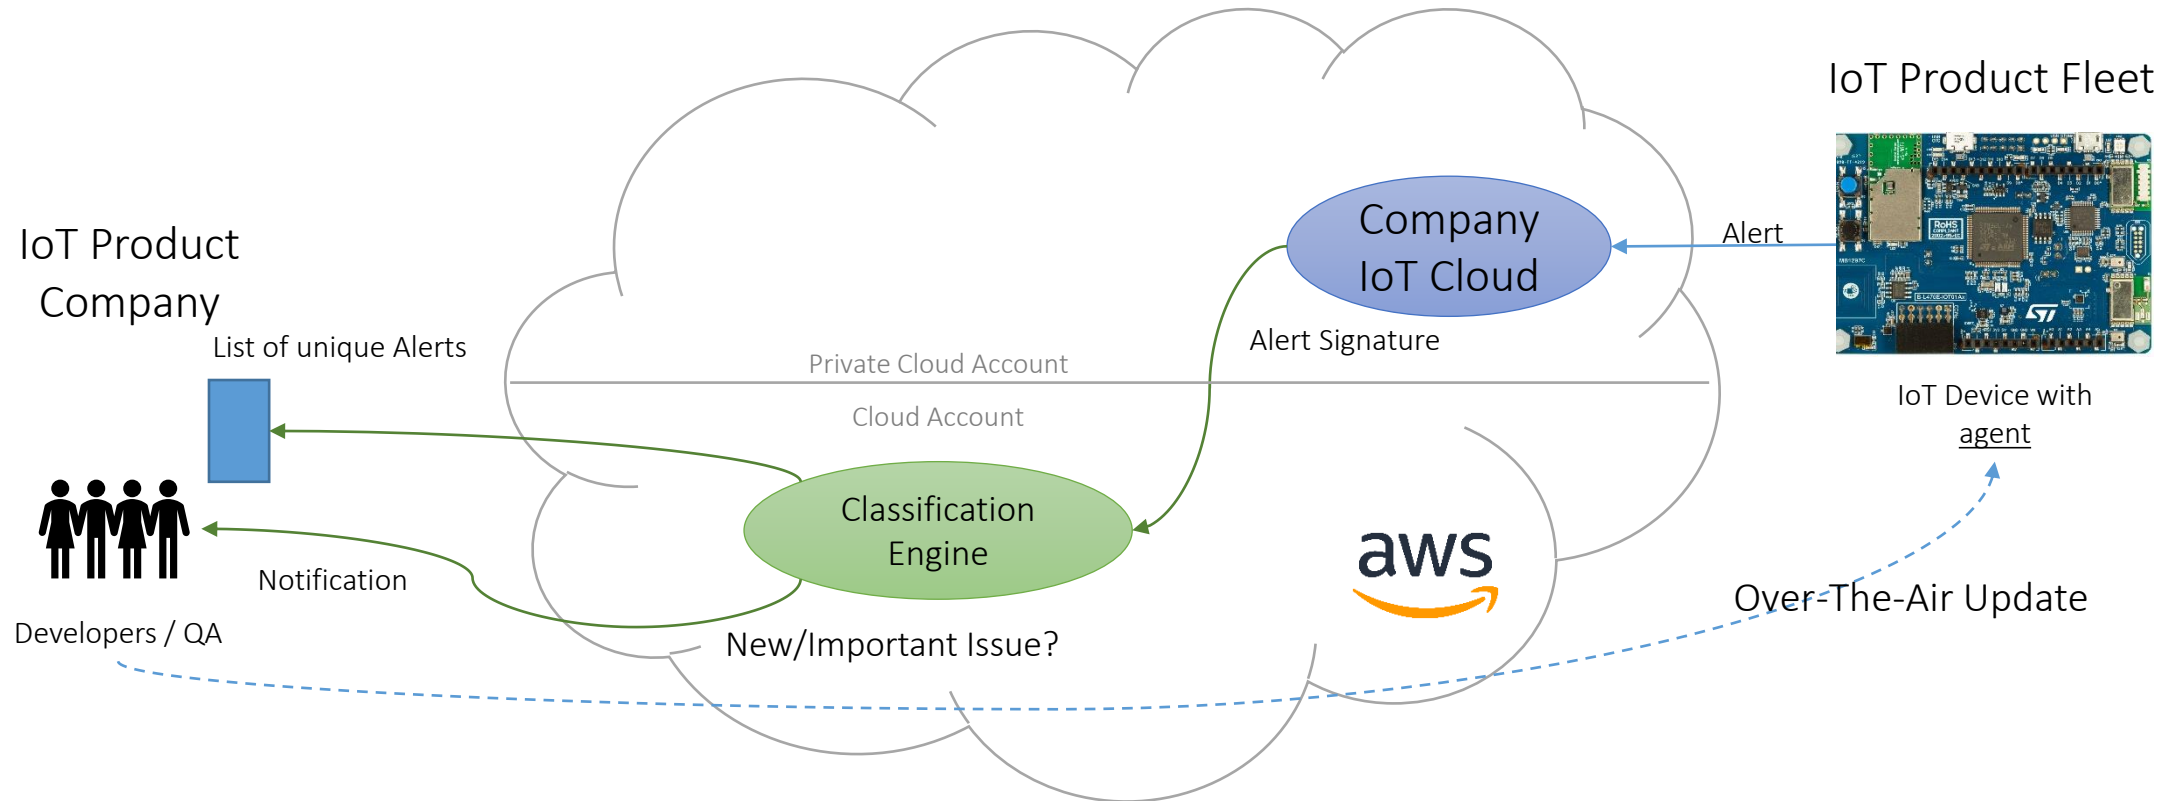 IoT Product Fleet
IoT Product
Company
List of unique Alerts
Company
IoT Cloud
Alert
Alert Signature
Private Cloud Account
Cloud Account
Classification
Engine
New/Important Issue?
Notification
Developers / QA
aws
RoHS
ST
IoT Device with
agent
Over-The-Air Update